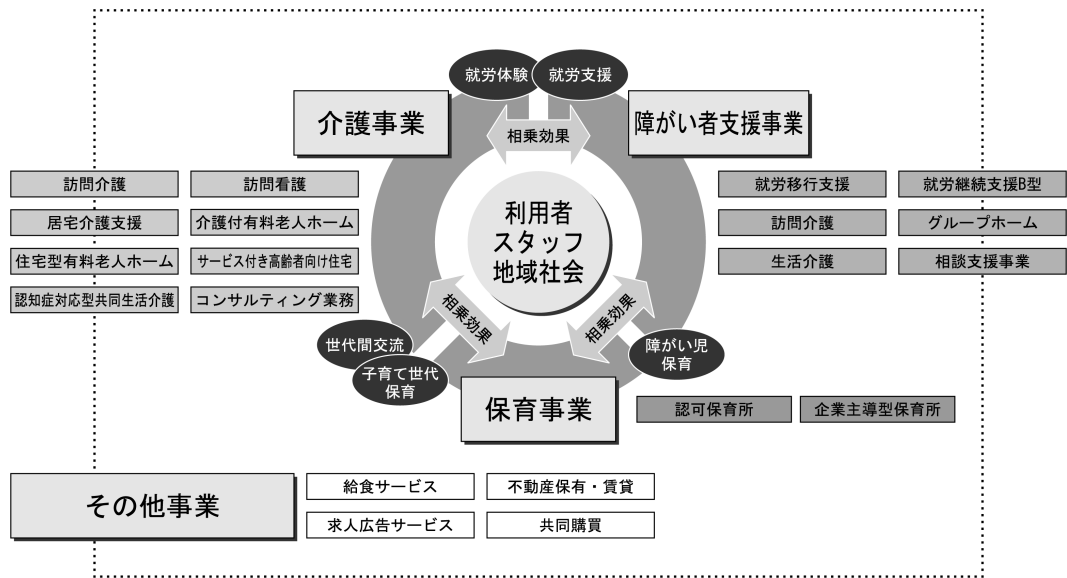 就労体験
就労支援
介護事業
障がい者支援事業
相乗効果
訪問介護
訪問看護
居宅介護支援
介護付有料老人ホーム
住宅型有料老人ホーム
サービス付き高齢者向け住宅
認知症対応型共同生活介護
コンサルティング業務
利用者
スタッフ
地域社会
就労移行支援
就労継続支援B型
訪問介護
グループホーム
生活介護
相談支援事業
相乗効果
相乗効果
世代間交流
子育て世代
保育
障がい児
保育
保育事業
認可保育所
企業主導型保育所
その他事業
給食サービス
不動産保有・賃貸
求人広告サービス
共同購買